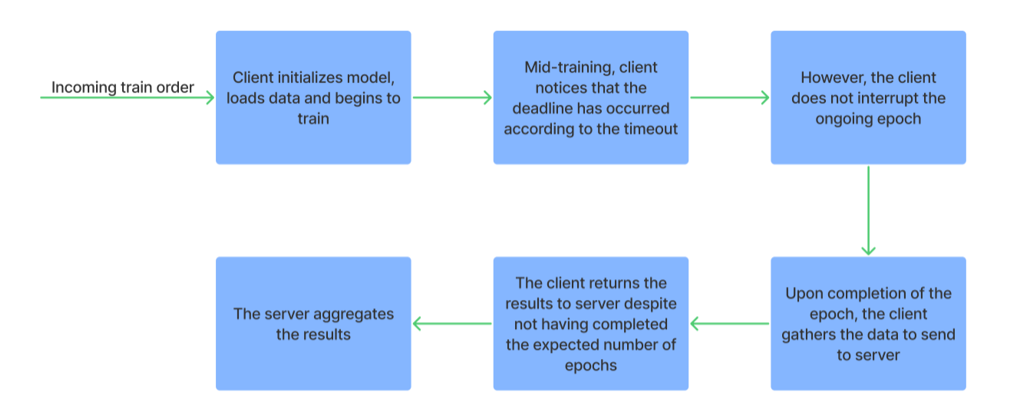 Incoming train order
Client initializes model,
loads data and begins to
train
Mid-training, client
notices that the
deadline has occurred
according to the timeout
However, the client
does not interrupt the
ongoing epoch
Upon completion of the
epoch, the client
gathers the data to send
to server
The client returns the
results to server despite
not having completed
the expected number of
epochs
The server aggregates
the results